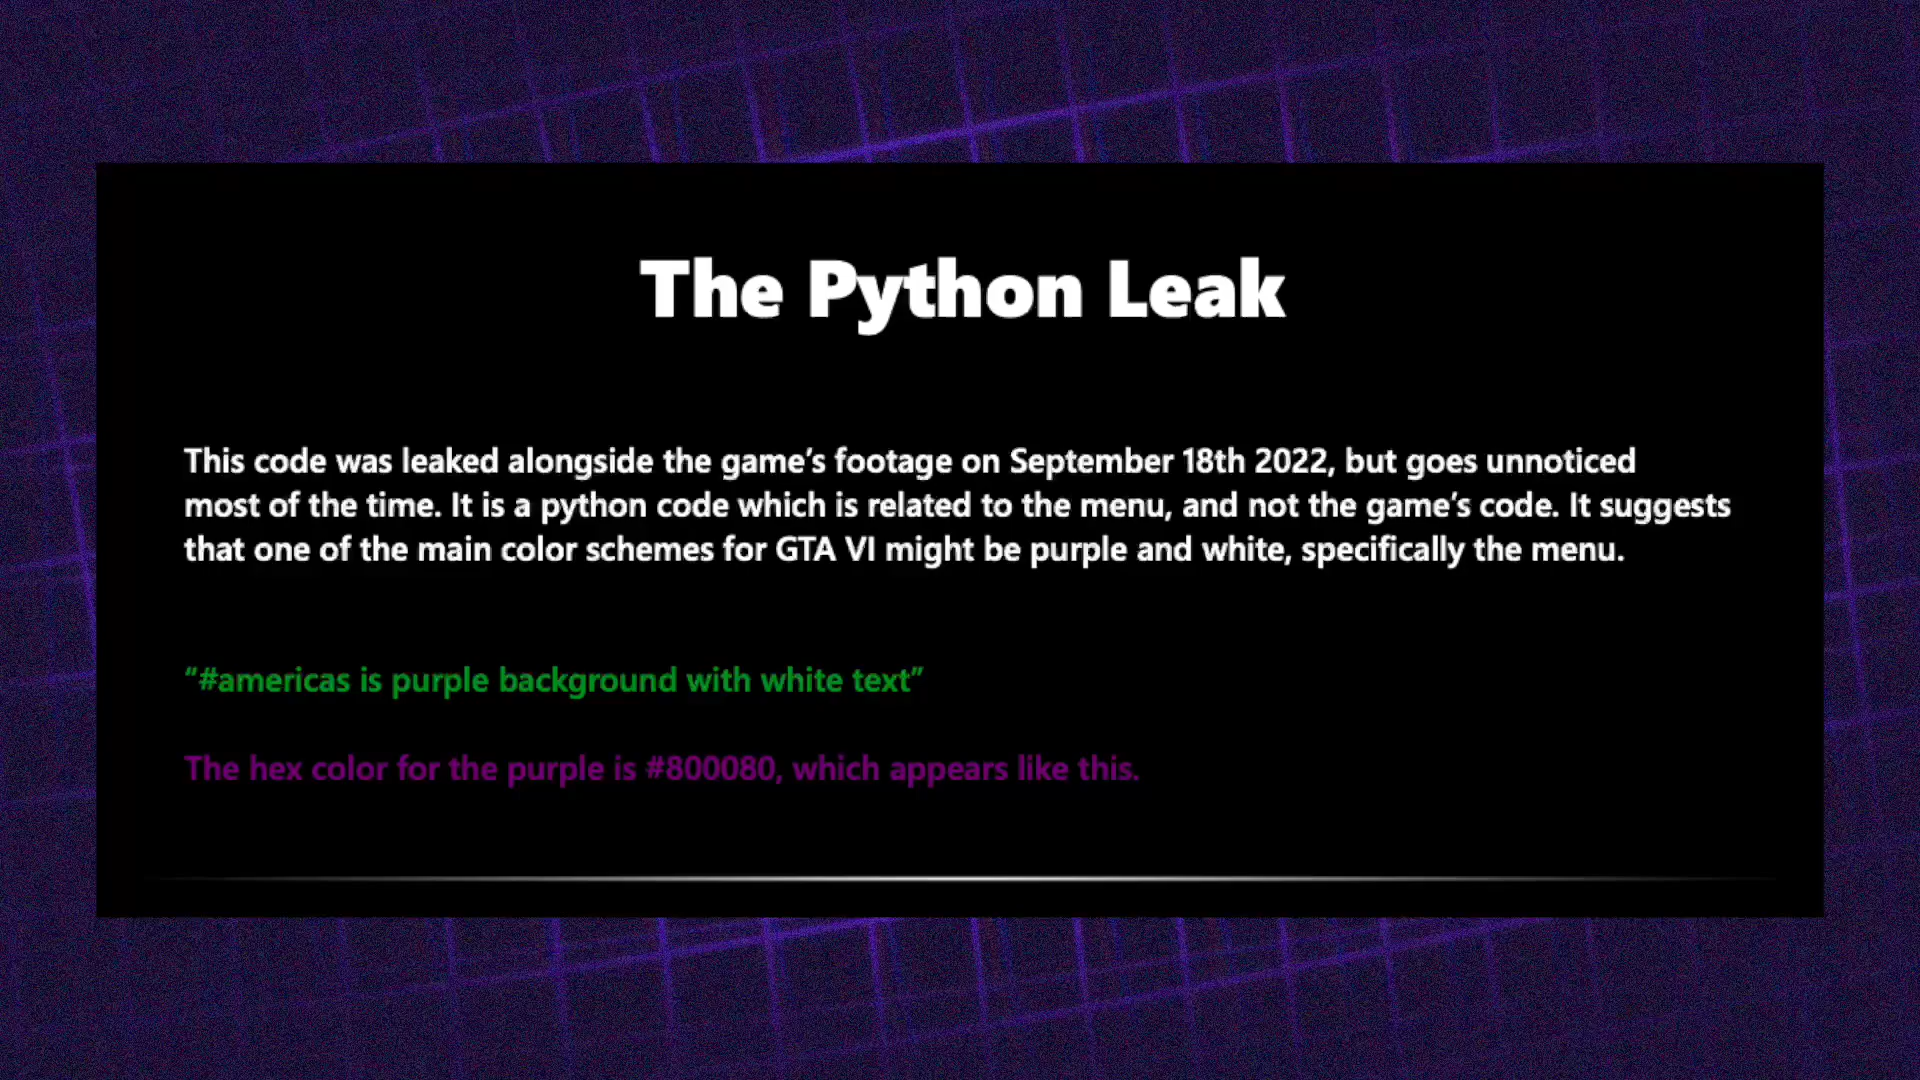 The Python Leak
This code was leaked alongside the game’s footage on September 18th 2022, but goes unnoticed
most of the time. It is a python code which is related to the menu, and not the game’s code. It suggests
that one of the main color schemes for GTA VI might be purple and white, specifically the menu.
“#americas is purple background with white text”
The hex color for the purple is #800080, which appears like this.